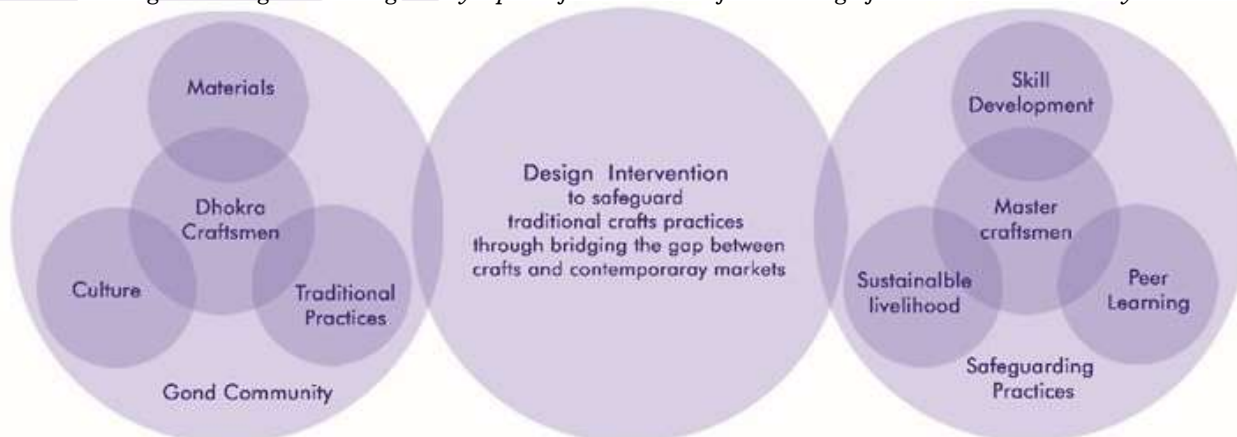 Materials
Dhokra
Craftsmen
Culture
Traditional
Practices
Gond Community
Design Intervention
to safeguard
traditional crafts practices
through bridging the gap between
crafts and contemporaray markets
Skill
Development
Master
craftsmen
Sustainalble
livelihood
Peer
Learning
Safeguarding
Practices